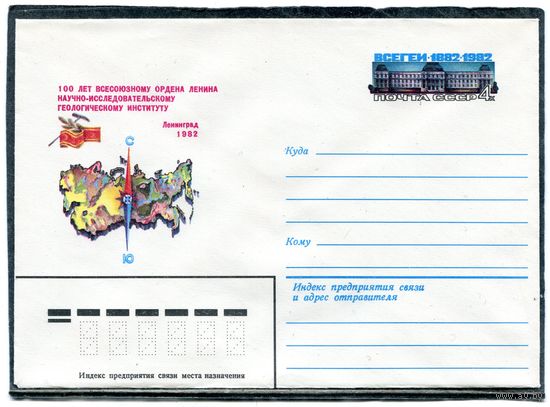 100 ЛЕТ ВСЕСОЮЗНОМУ ОРДЕНА ЛЕНИНА
НАУЧНО-ИССЛЕДОВАТЕЛЬСКОМУ
ГЕОЛОГИЧЕСКОМУ ИНСТИТУТУ
Ленинград
1982
С
Ю
ВСЕГЕИ·1882·1982
ПОЧТА СССР 4к
Куда
Кому
Индекс предприятия связи
и адрес отправителя
Индекс предприятия связи места назначения